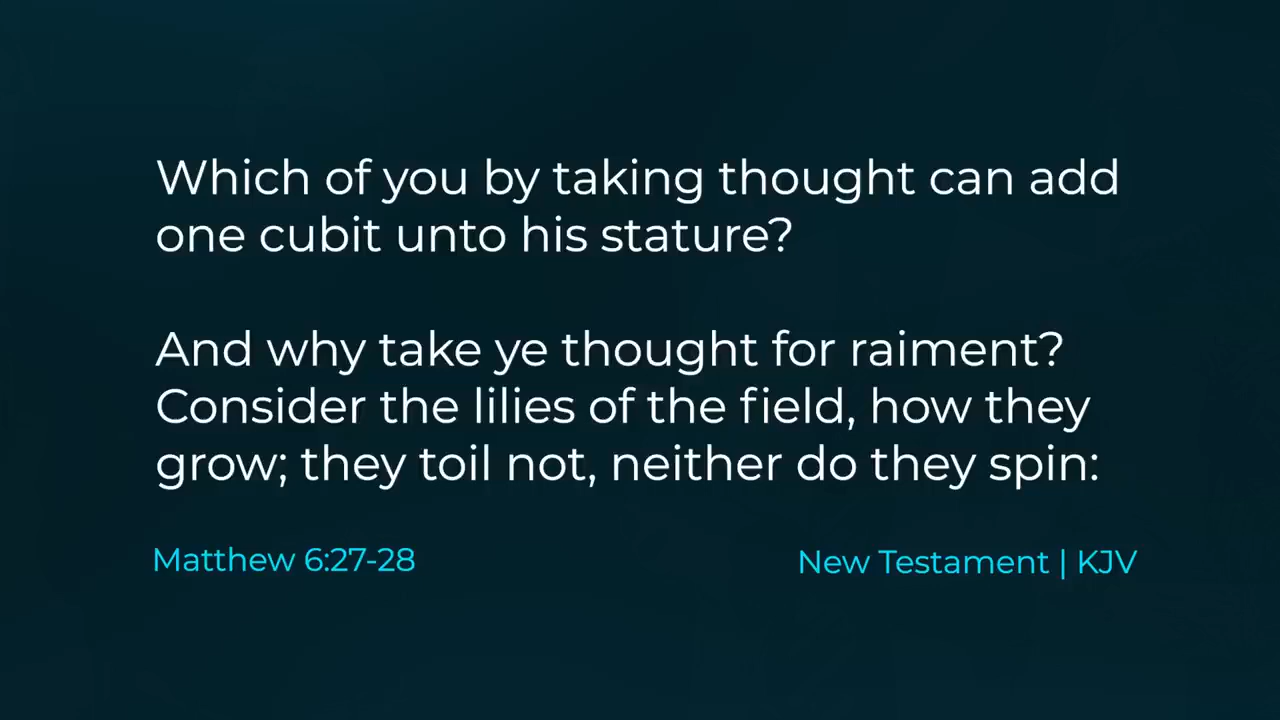 Which of you by taking thought can add
one cubit unto his stature?
And why take ye thought for raiment?
Consider the lilies of the field, how they
grow; they toil not, neither do they spin:
Matthew 6:27-28
New Testament | KJV